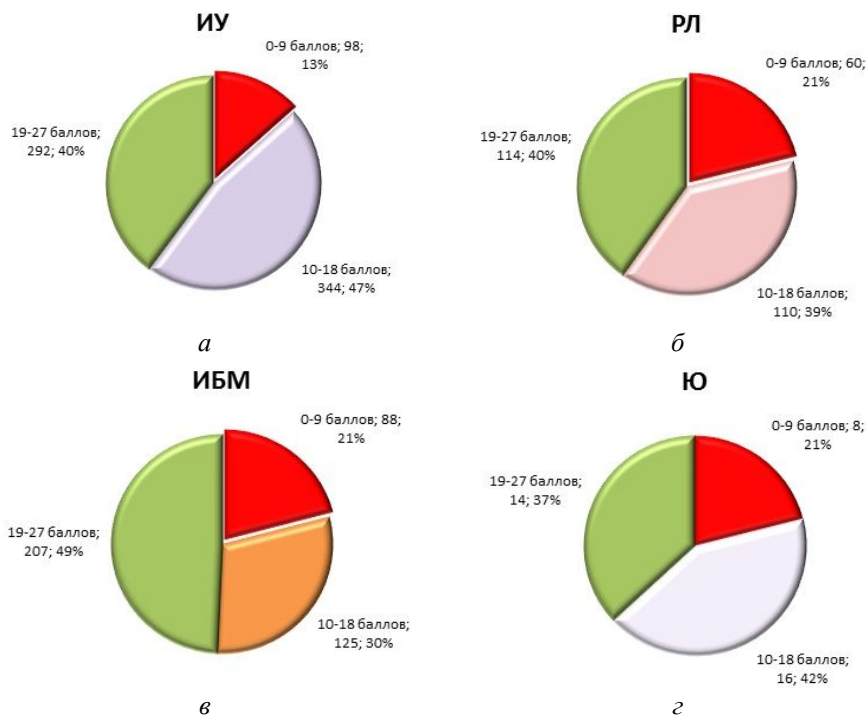 ИУ
0-9 баллов; 98;
13%
19-27 баллов;
292; 40%
10-18 баллов;
344; 47%
а
РЛ
0-9 баллов; 60;
21%
19-27 баллов;
114; 40%
10-18 баллов;
110; 39%
б
ИБМ
0-9 баллов; 88;
21%
19-27 баллов;
207; 49%
10-18 баллов;
125; 30%
в
Ю
0-9 баллов; 8;
21%
19-27 баллов;
14; 37%
10-18 баллов;
16; 42%
г